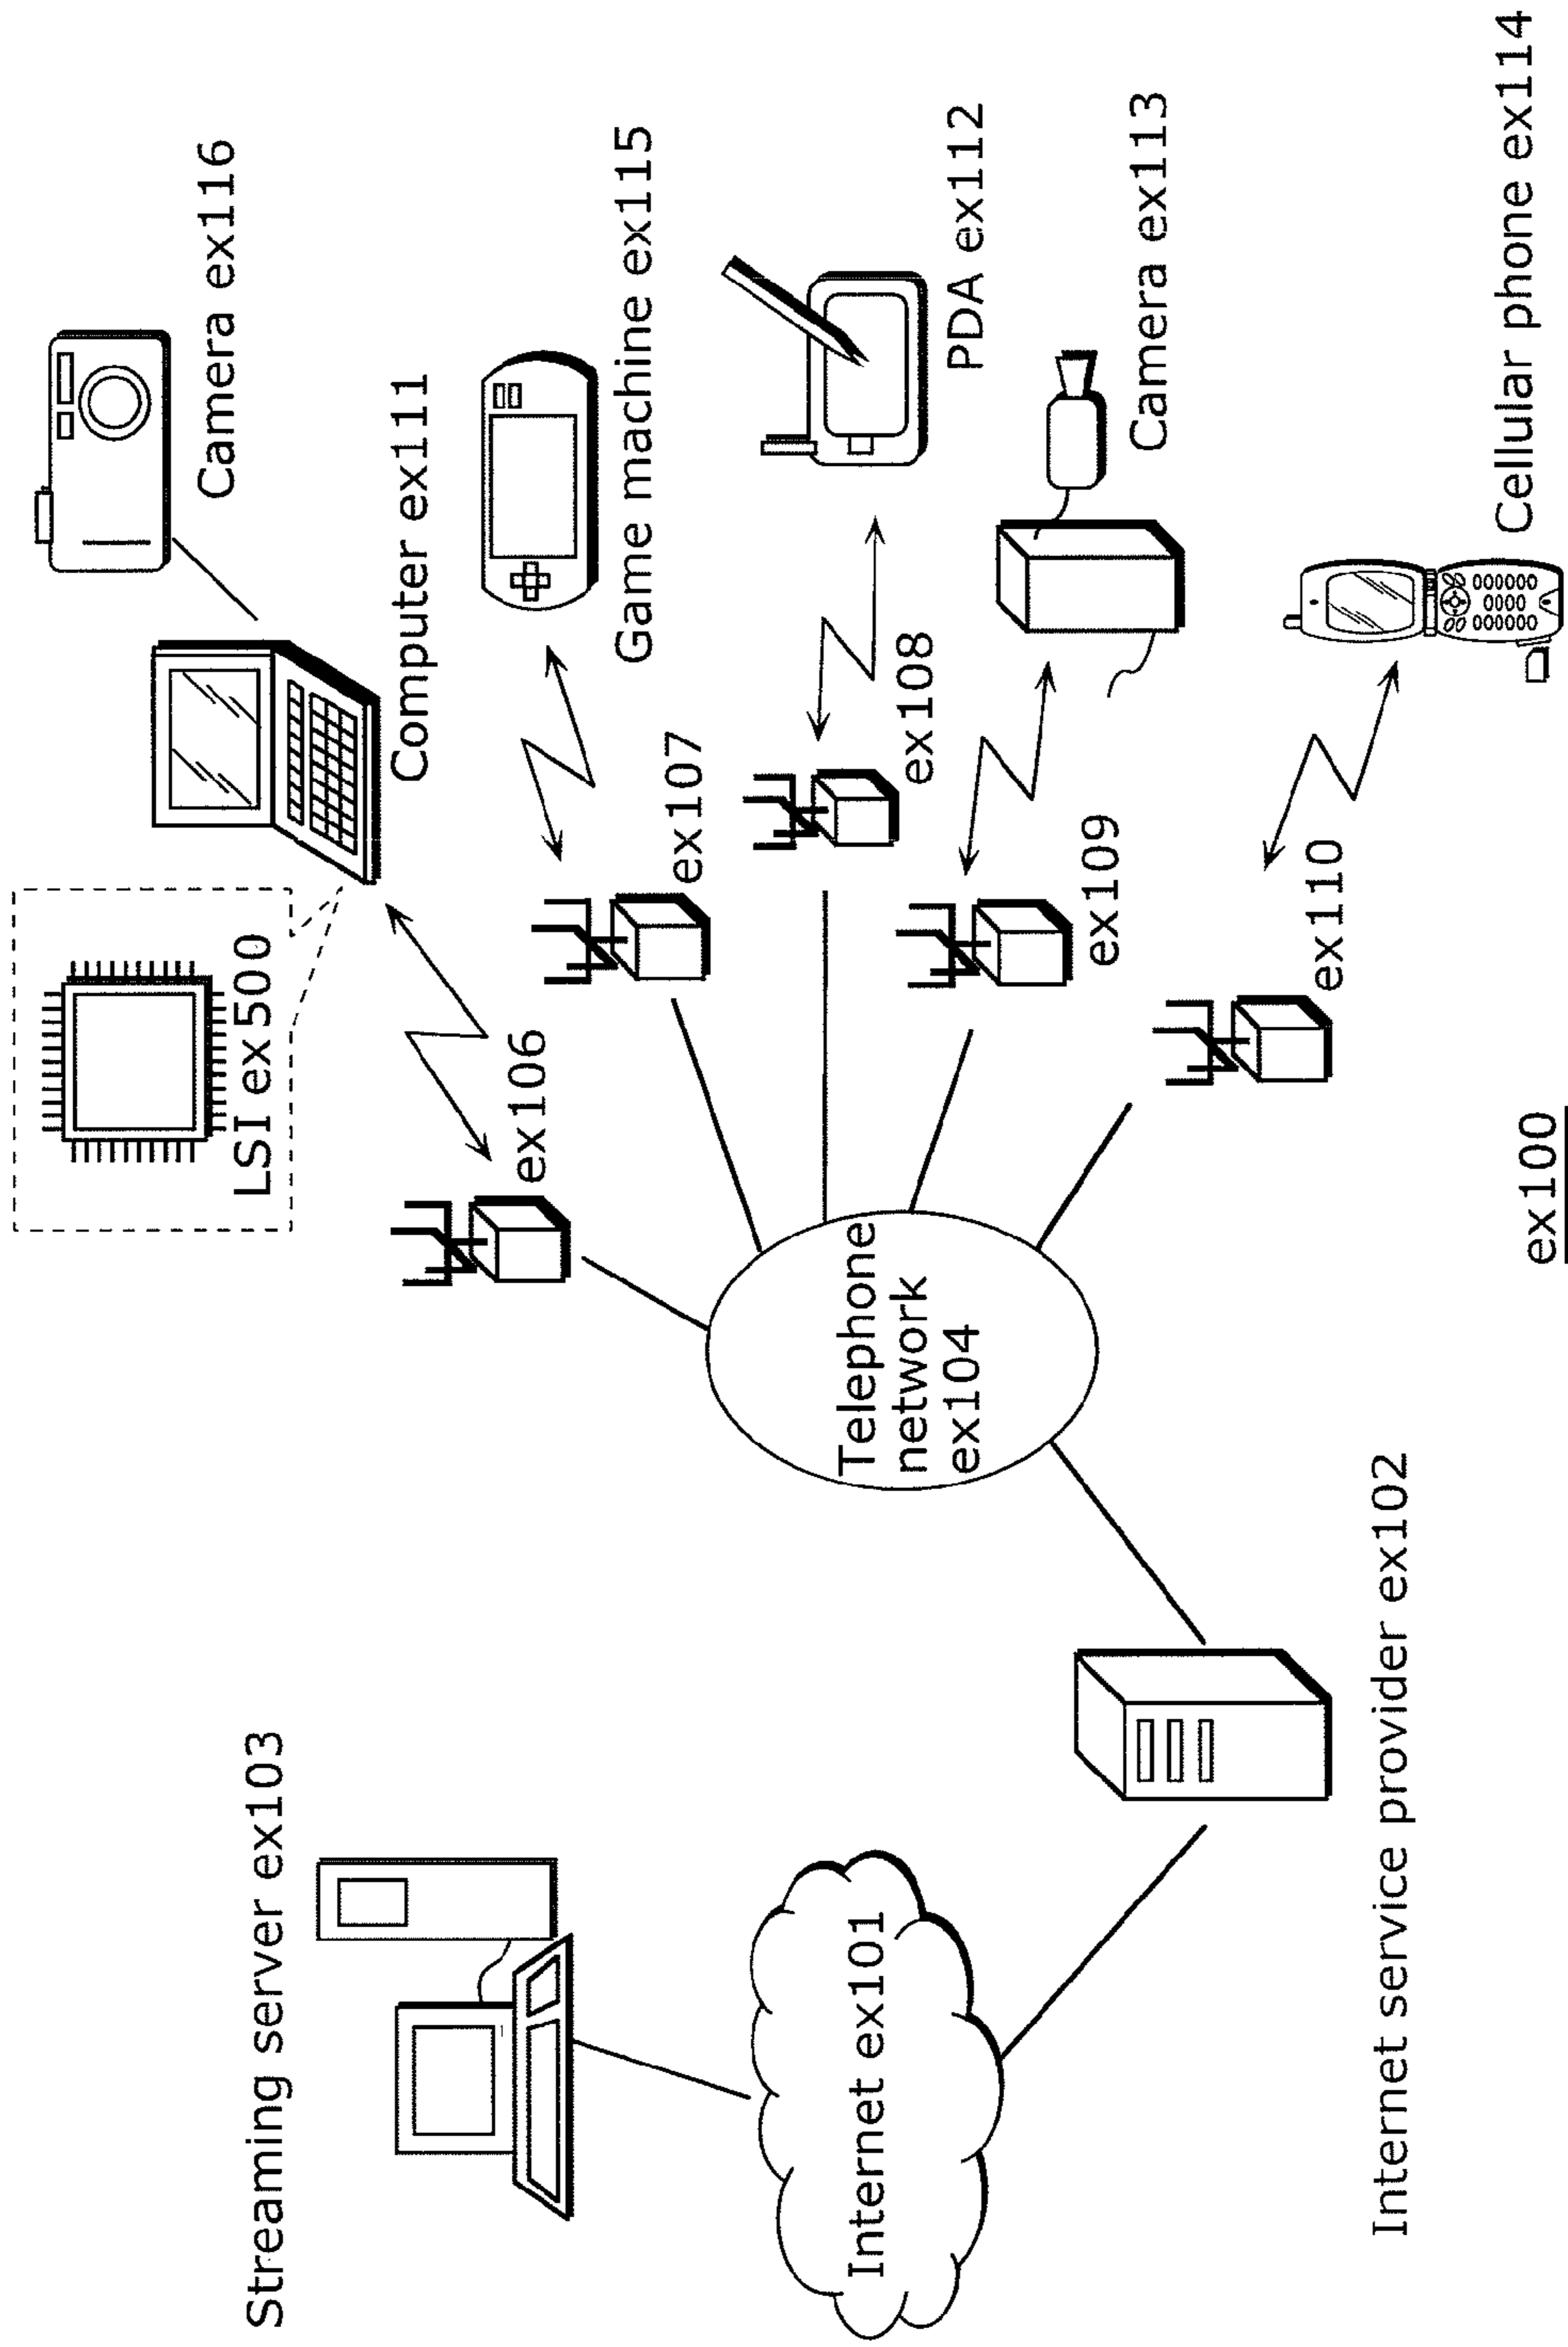 Streaming server ex103
Internet ex101
Internet service provider ex102
Telephone
network
ex104
LSI ex500
ex106
ex107
ex108
ex109
ex110
Camera ex116
Computer ex111
Game machine ex115
PDA ex112
Camera ex113
Cellular phone ex114
ex100